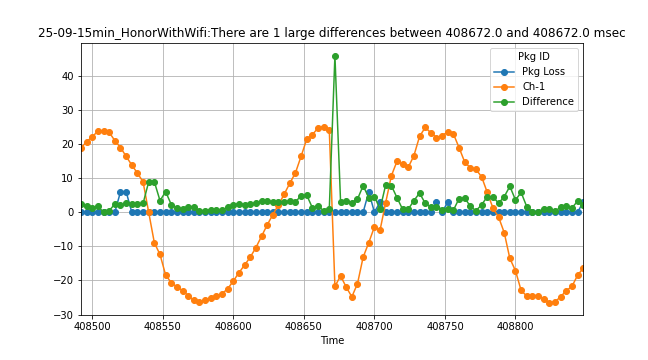 25-09-15min_HonorWithWifi:There are 1 large differences between 408672.0 and 408672.0 msec
Pkg ID
Pkg Loss
Ch-1
Difference
40
30
20
10
0
−10
−20
−30
408500 408550 408600 408650 408700 408750 408800
Time